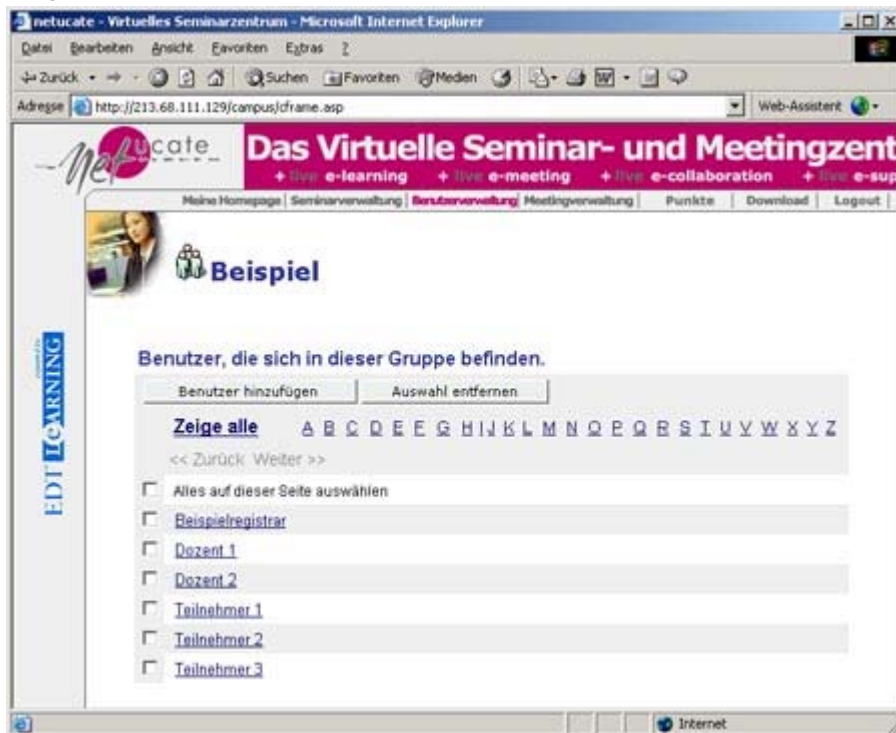 netucate - Virtuelles Seminarzentrum - Microsoft Internet Explorer
Datei Bearbeiten Ansicht Favoriten Extras ?
Zurück Suchen Favoriten Medien
Adresse http://213.68.111.129/campus/cframe.asp Web-Assistent
Netucate
Das Virtuelle Seminar- und Meetingzent
+ live e-learning + live e-meeting + live e-collaboration + live e-sup
Meine Homepage | Seminarverwaltung | Benutzerverwaltung | Meetingverwaltung | Punkte | Download | Logout |
Beispiel
EDT LEARNING
Benutzer, die sich in dieser Gruppe befinden.
Benutzer hinzufügen Auswahl entfernen
Zeige alle A B C D E F G H I J K L M N O P Q R S T U V W X Y Z
<< Zurück Weiter >>
Alles auf dieser Seite auswählen
Beispielregistrar
Dozent 1
Dozent 2
Teilnehmer 1
Teilnehmer 2
Teilnehmer 3
Internet